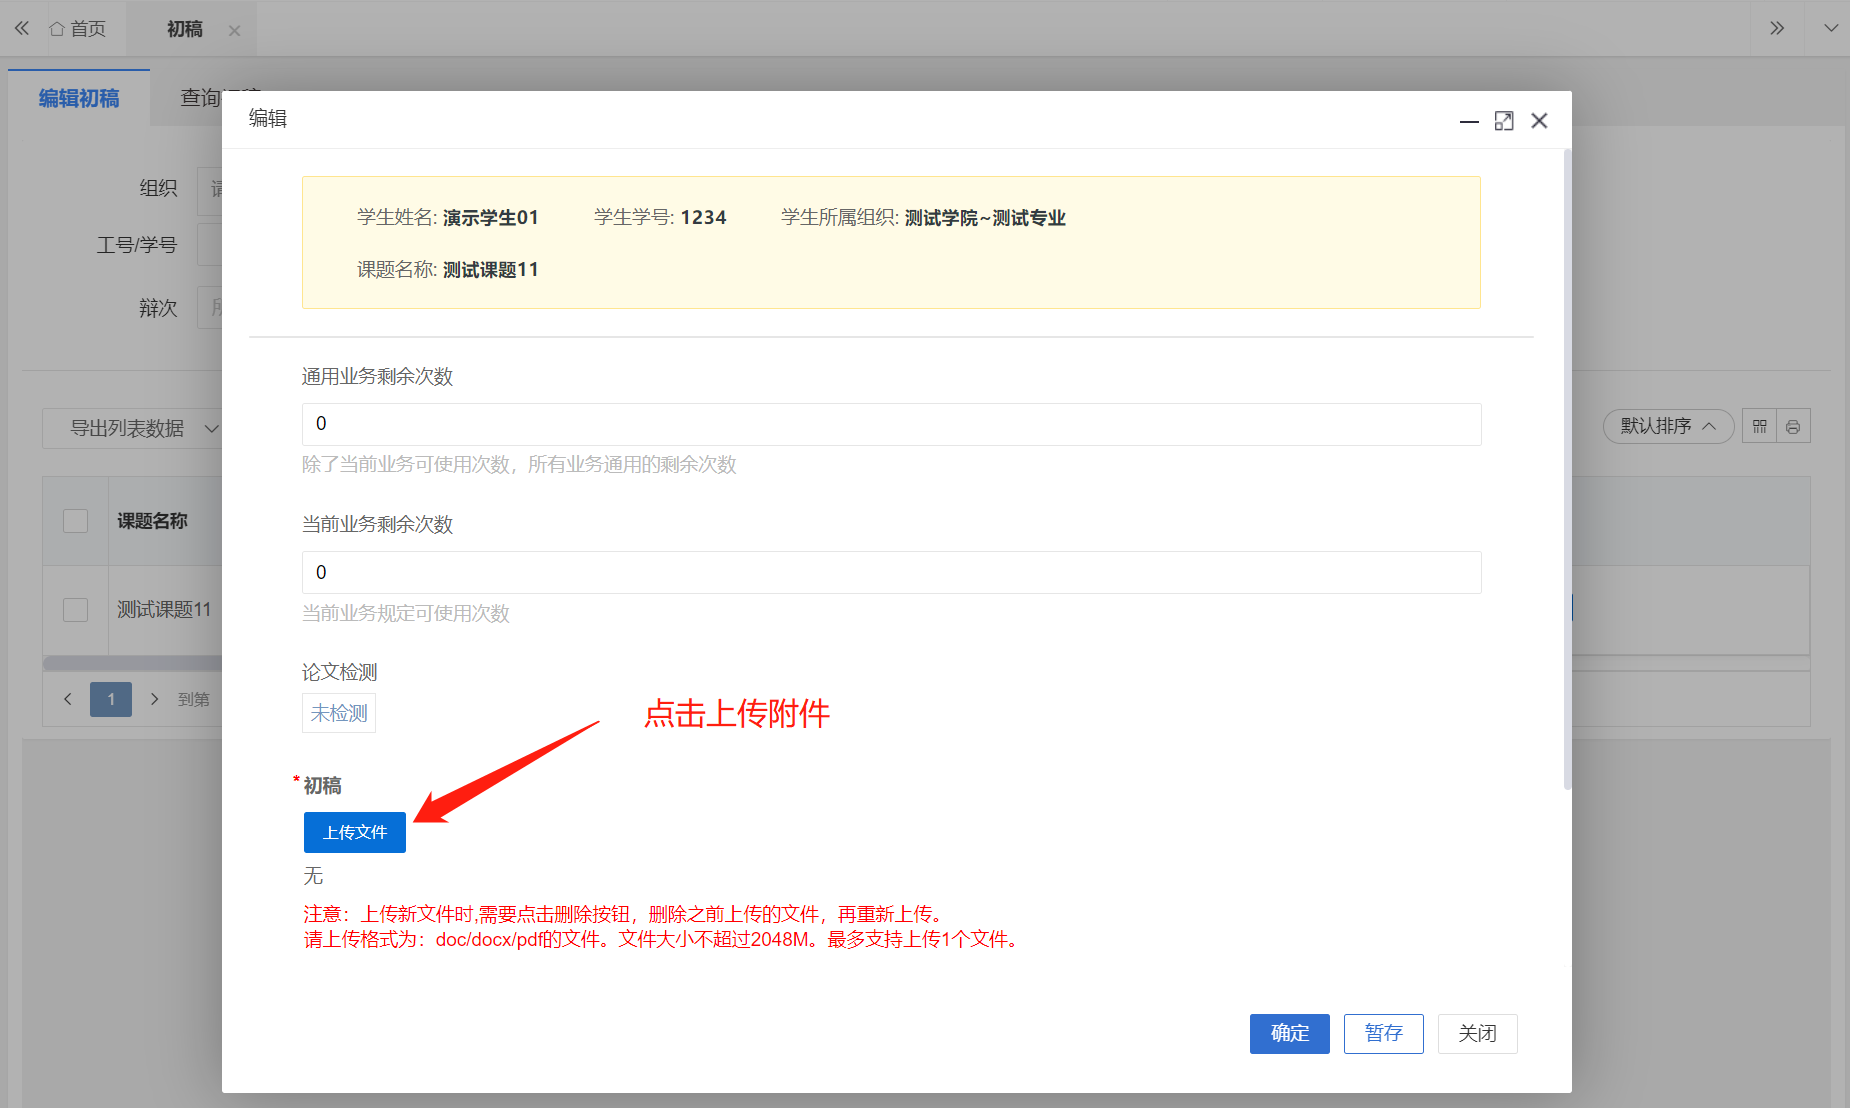 首页
初稿
编辑初稿
查询
编辑
组织
工号/学号
辩次
学生姓名: 演示学生01 学生学号: 1234 学生所属组织: 测试学院~测试专业
课题名称: 测试课题11
通用业务剩余次数
0
除了当前业务可使用次数，所有业务通用的剩余次数
导出列表数据
默认排序
课题名称
当前业务剩余次数
0
当前业务规定可使用次数
测试课题11
论文检测
未检测
1 到第
点击上传附件
*初稿
上传文件
无
注意：上传新文件时,需要点击删除按钮，删除之前上传的文件，再重新上传。
请上传格式为：doc/docx/pdf的文件。文件大小不超过2048M。最多支持上传1个文件。
确定 暂存 关闭